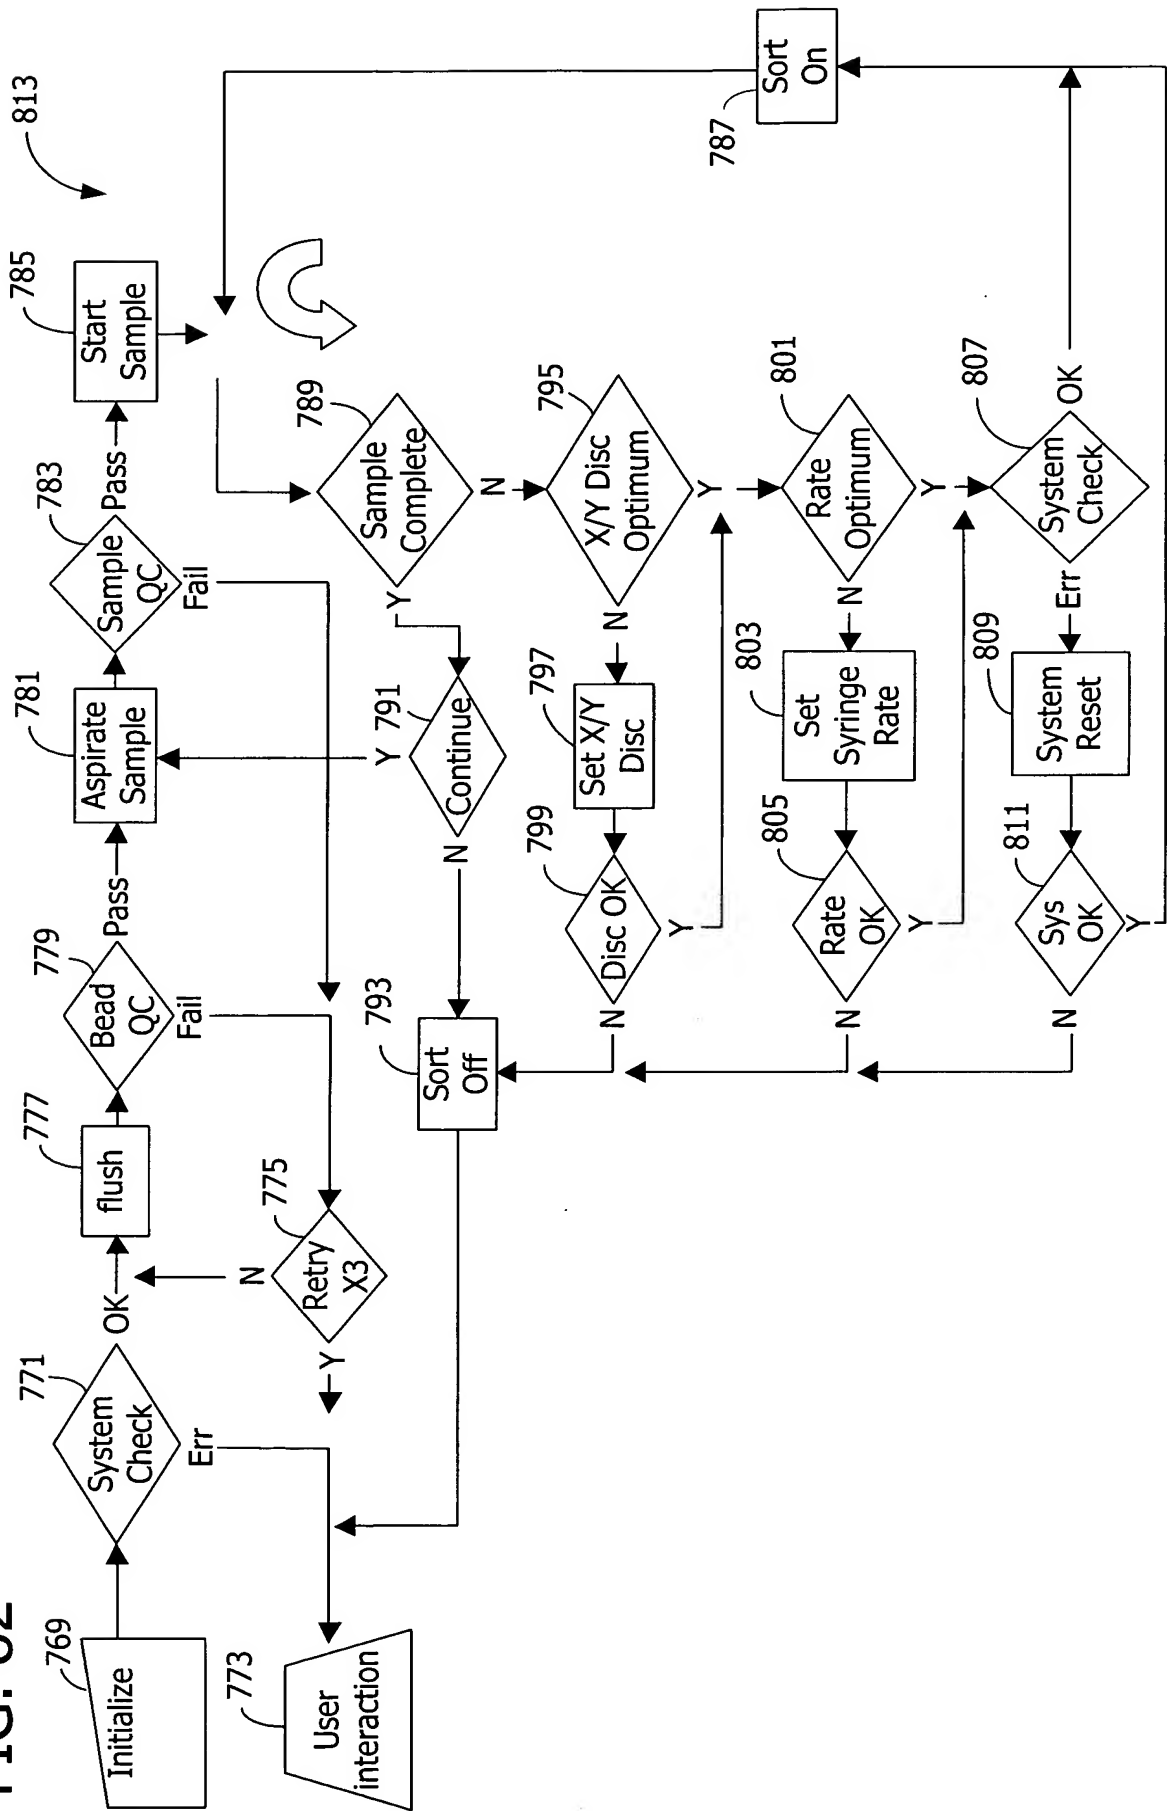 FIG.
769
Initialize
771
System
Check
OK
Err
777
flush
779
Bead
QC
Pass
Fail
781
Aspirate
Sample
783
Sample
QC
Pass
Fail
785
Start
Sample
813
773
User
interaction
775
Retry
X3
N
Y
793
Sort
Off
791
Continue
Y
N
789
Sample
Complete
Y
N
799
Disc OK
N
Y
797
Set X/Y
Disc
795
X/Y Disc
Optimum
N
Y
805
Rate
OK
N
Y
803
Set
Syringe
Rate
801
Rate
Optimum
N
Y
787
Sort
On
811
Sys
OK
N
Y
809
System
Reset
807
System
Check
Err
OK